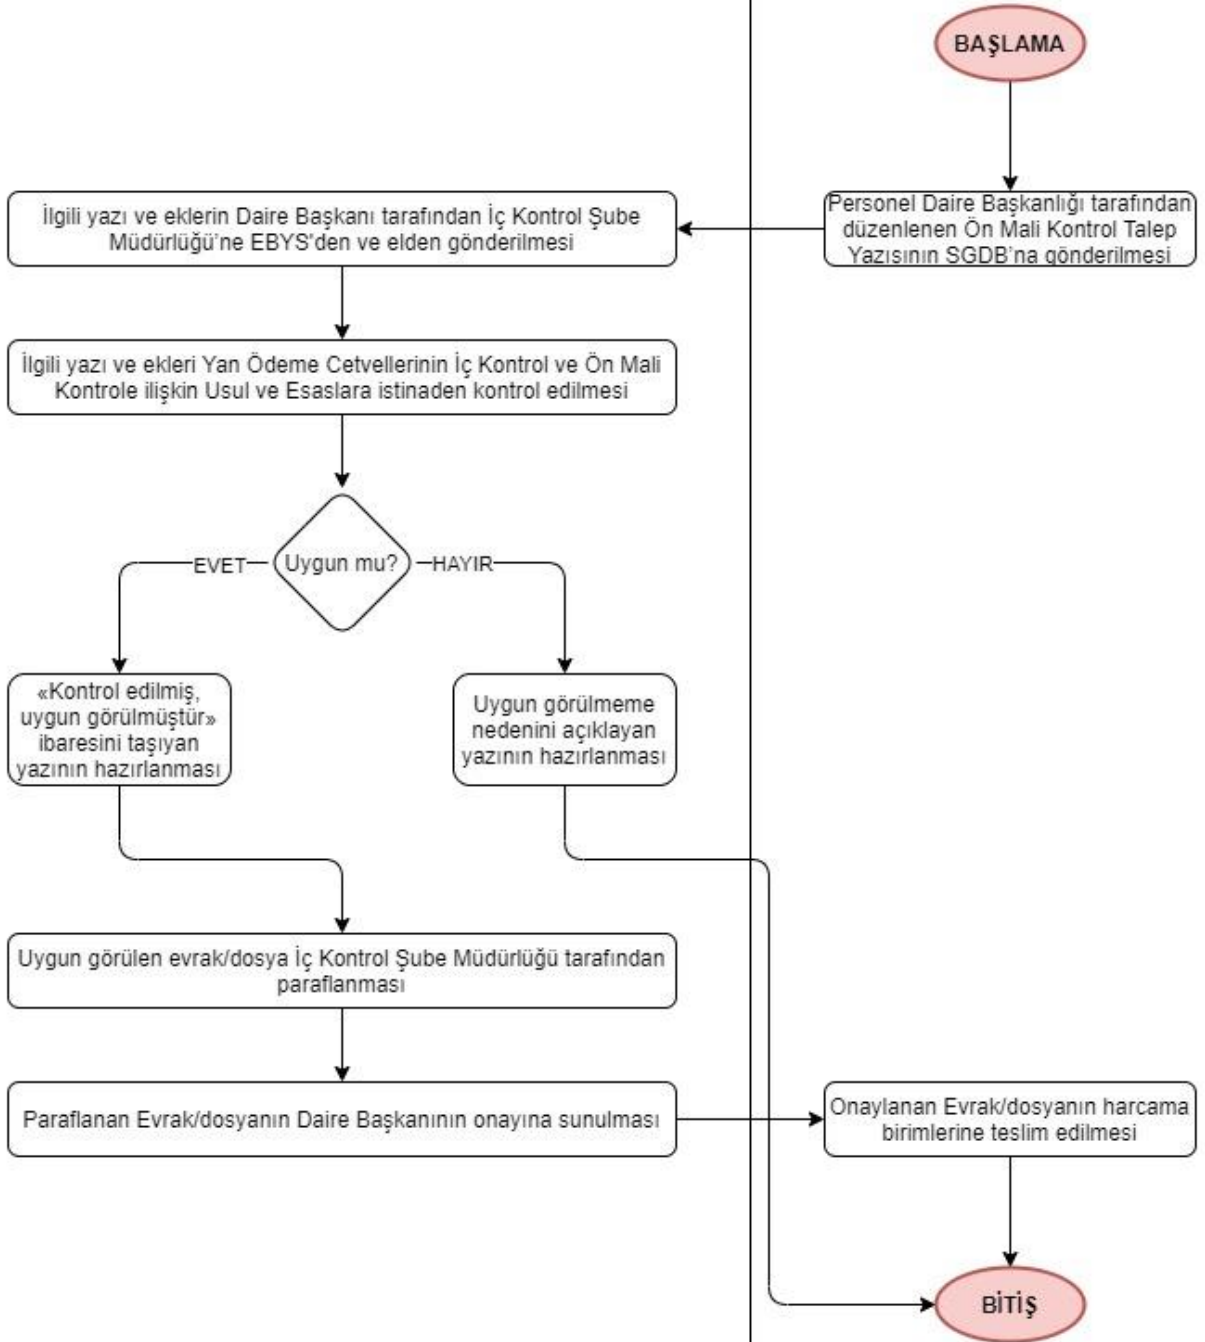 BAŞLAMA
Personel Daire Başkanlığı tarafından
düzenlenen Ön Mali Kontrol Talep
Yazısının SGDB'na gönderilmesi
İlgili yazı ve eklerin Daire Başkanı tarafından İç Kontrol Şube
Müdürlüğü'ne EBYS'den ve elden gönderilmesi
İlgili yazı ve ekleri Yan Ödeme Cetvellerinin İç Kontrol ve Ön Mali
Kontrole ilişkin Usul ve Esaslara istinaden kontrol edilmesi
Uygun mu?
EVET
HAYIR
«Kontrol edilmiş,
uygun görülmüştür»
ibaresini taşıyan
yazının hazırlanması
Uygun görülmeme
nedenini açıklayan
yazının hazırlanması
Uygun görülen evrak/dosya İç Kontrol Şube Müdürlüğü tarafından
paraflanması
Paraflanan Evrak/dosyanın Daire Başkanının onayına sunulması
Onaylanan Evrak/dosyanın harcama
birimlerine teslim edilmesi
BİTİŞ